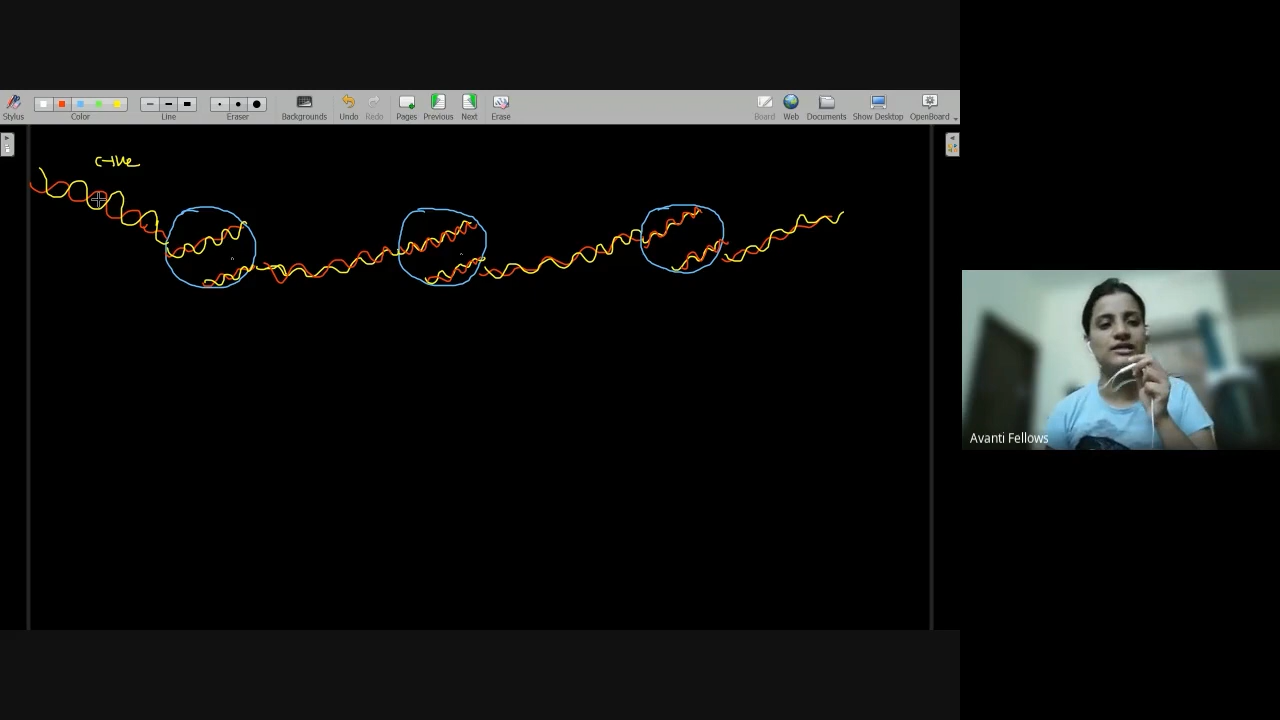 Stylus
Color
Line
Eraser
Backgrounds
Undo
Redo
Pages
Previous
Next
Erase
Board
Web
Documents
Show Desktop
OpenBoard
Avanti Fellows